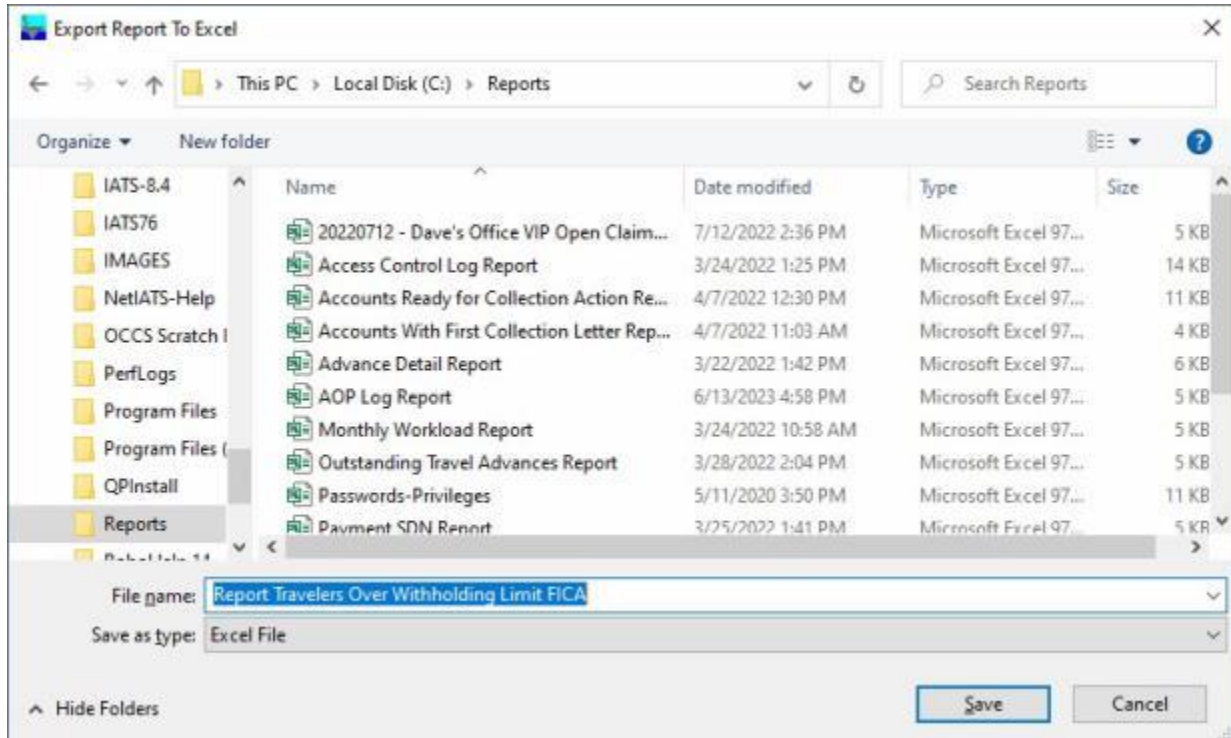 Export Report To Excel
This PC > Local Disk (C:) > Reports
Search Reports
Organize
New folder
IATS-8.4
IATS76
IMAGES
NetIATS-Help
OCCS Scratch
PerfLogs
Program Files
Program Files (
QPInstall
Reports
Name Date modified Type Size
20220712 - Dave's Office VIP Open Claim... 7/12/2022 2:36 PM Microsoft Excel 97... 5 KB
Access Control Log Report 3/24/2022 1:25 PM Microsoft Excel 97... 14 KB
Accounts Ready for Collection Action Re... 4/7/2022 12:30 PM Microsoft Excel 97... 11 KB
Accounts With First Collection Letter Rep... 4/7/2022 11:03 AM Microsoft Excel 97... 4 KB
Advance Detail Report 3/22/2022 1:42 PM Microsoft Excel 97... 6 KB
AOP Log Report 6/13/2023 4:58 PM Microsoft Excel 97... 5 KB
Monthly Workload Report 3/24/2022 10:58 AM Microsoft Excel 97... 5 KB
Outstanding Travel Advances Report 3/28/2022 2:04 PM Microsoft Excel 97... 5 KB
Passwords-Privileges 5/11/2020 3:50 PM Microsoft Excel 97... 11 KB
Payment SDN Report 3/25/2022 1:41 PM Microsoft Excel 97... 5 KB
File name: Report Travelers Over Withholding Limit FICA
Save as type: Excel File
Hide Folders
Save
Cancel